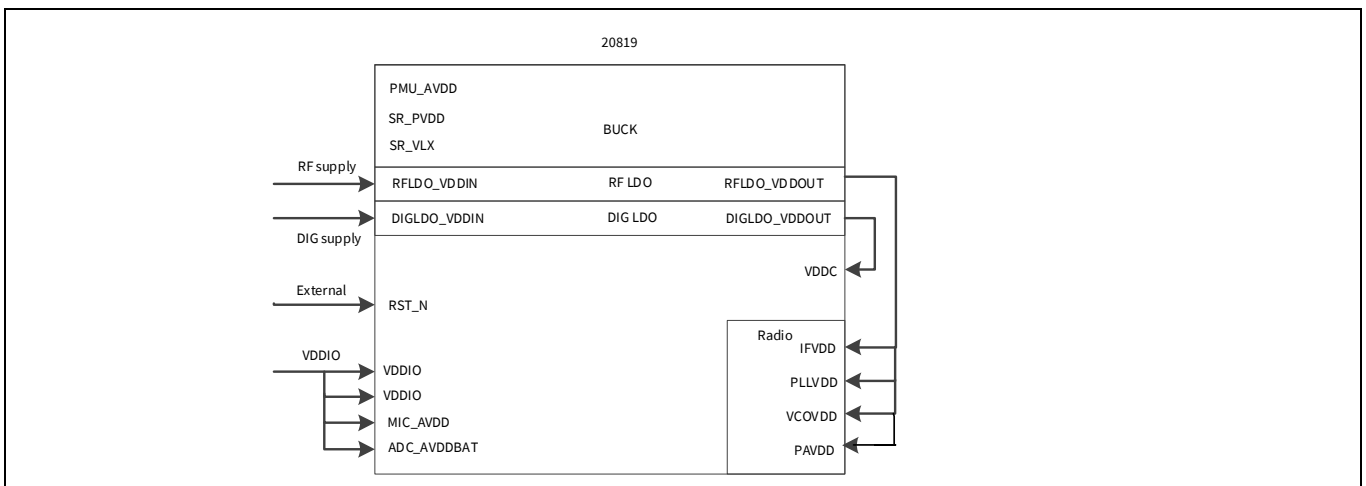 20819
PMU_AVDD
SR_PVDD
BUCK
SR_VLX
RF supply
RFLDO_VDDIN RF LDO RFLDO_VDDOUT
DIGLDO_VDDIN DIG LDO DIGLDO_VDDOUT
DIG supply
VDDC
External
RST_N
Radio
IFVDD
VDDIO
VDDIO
PLLVDD
VDDIO
VCOVDD
MIC_AVDD
ADC_AVDDBAT
PAVDD